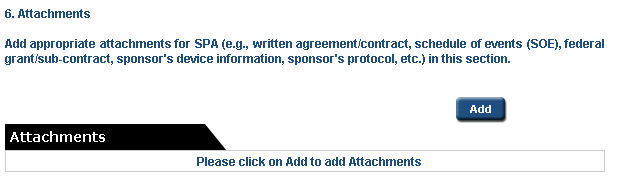 6. Attachments
Add appropriate attachments for SPA (e.g., written agreement/contract, schedule of events (SOE), federal
grant/sub-contract, sponsor's device information, sponsor's protocol, etc.) in this section.
Add
Attachments
Please click on Add to add Attachments